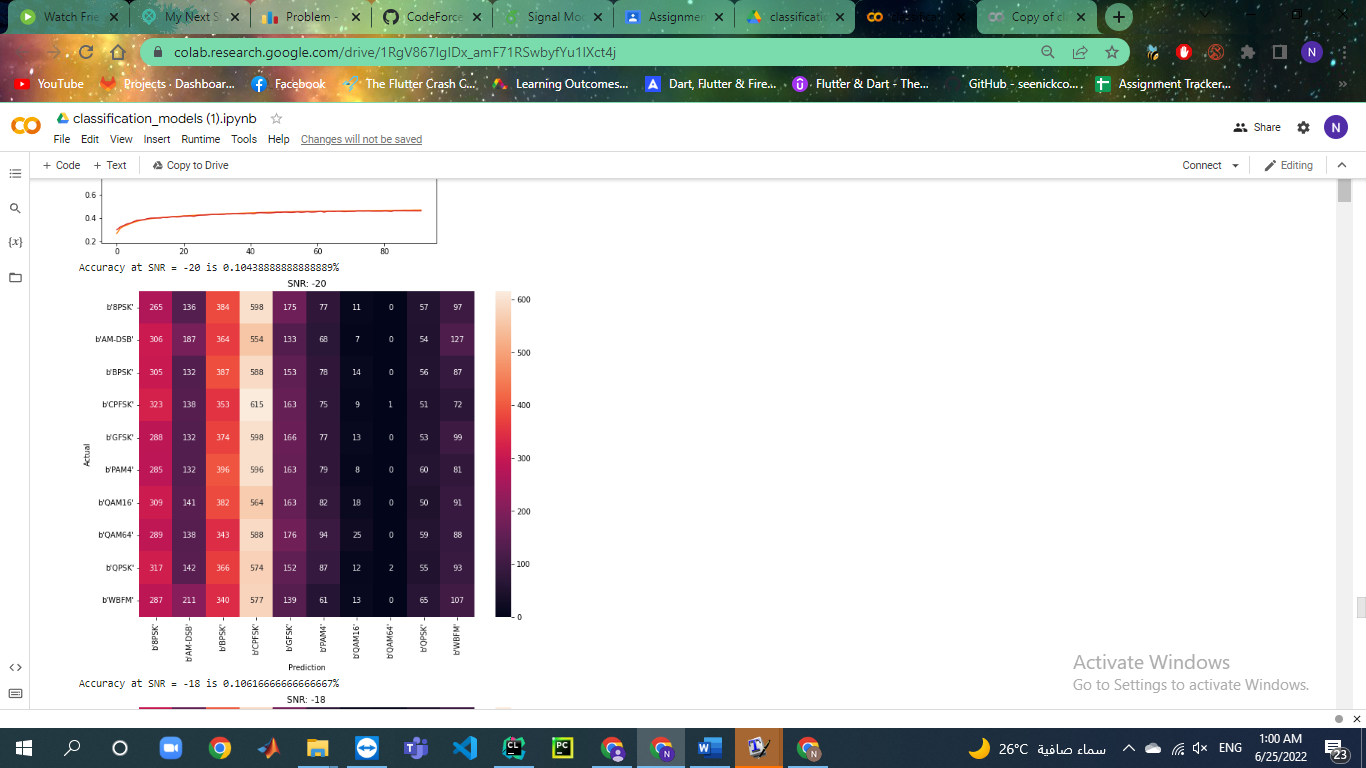 Watch Frie
My Next S
Problem -
CodeForce
Signal Mo
Assignmen
classificatio
Copy of cl
colab.research.google.com/drive/1RgV867IgIDx_amF71RSwbyfYu1lXct4j
N
YouTube
Projects · Dashboar...
Facebook
The Flutter Crash C...
Learning Outcomes...
Dart, Flutter & Fire...
Flutter & Dart - The...
GitHub - seenickco...
Assignment Tracker...
»
CO
classification_models (1).ipynb
File Edit View Insert Runtime Tools Help Changes will not be saved
Share
N
+ Code + Text Copy to Drive
Connect
Editing
{x}
0.6
0.4
0.2
0 20 40 60 80
Accuracy at SNR = -20 is 0.10438888888888889%
SNR: -20
b'8PSK' 265 136 384 598 175 77 11 0 57 97
b'AM-DSB' 306 187 364 554 133 68 7 0 54 127
b'BPSK' 305 132 387 588 153 78 14 0 56 87
b'CPFSK' 323 138 353 615 163 75 9 1 51 72
b'GFSK' 288 132 374 598 166 77 13 0 53 99
b'PAM4' 285 132 396 596 163 79 8 0 60 81
b'QAM16' 309 141 382 564 163 82 18 0 50 91
b'QAM64' 289 138 343 588 176 94 25 0 59 88
b'QPSK' 317 142 366 574 152 87 12 2 55 93
b'WBFM' 287 211 340 577 139 61 13 0 65 107
Actual
600
500
400
300
200
100
0
b'8PSK' b'AM-DSB' b'BPSK' b'CPFSK' b'GFSK' b'PAM4' b'QAM16' b'QAM64' b'QPSK' b'WBFM'
Prediction
Accuracy at SNR = -18 is 0.10616666666666667%
SNR: -18
Activate Windows
Go to Settings to activate Windows.
CL
PC
N
N
26°C سماء صافية
ENG
1:00 AM
6/25/2022
23